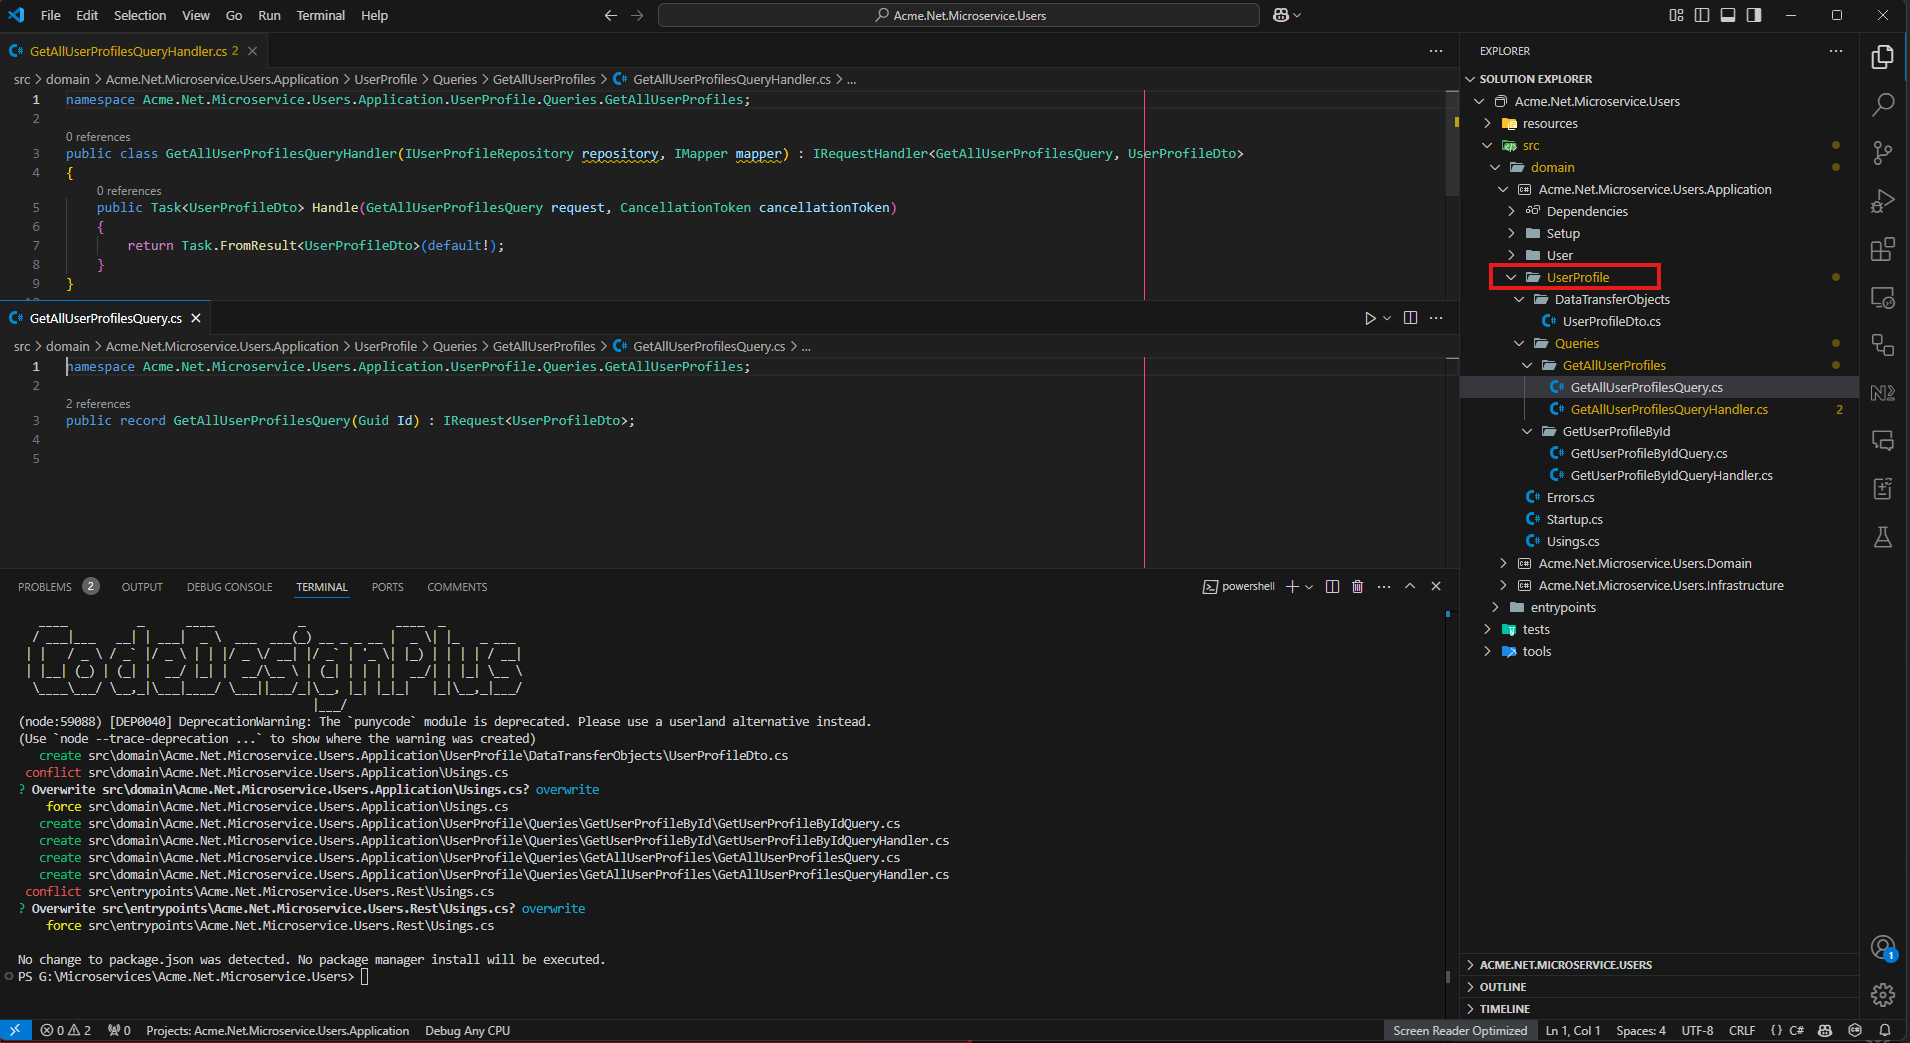 File Edit Selection View Go Run Terminal Help
Acme.Net.Microservice.Users
GetAllUserProfilesQueryHandler.cs 2
src > domain > Acme.Net.Microservice.Users.Application > UserProfile > Queries > GetAllUserProfiles > GetAllUserProfilesQueryHandler.cs > ...
1 namespace Acme.Net.Microservice.Users.Application.UserProfile.Queries.GetAllUserProfiles;
2
0 references
3 public class GetAllUserProfilesQueryHandler(IUserProfileRepository repository, IMapper mapper) : IRequestHandler<GetAllUserProfilesQuery, UserProfileDto>
4 {
0 references
5 public Task<UserProfileDto> Handle(GetAllUserProfilesQuery request, CancellationToken cancellationToken)
6 {
7 return Task.FromResult<UserProfileDto>(default!);
8 }
9 }
GetAllUserProfilesQuery.cs
src > domain > Acme.Net.Microservice.Users.Application > UserProfile > Queries > GetAllUserProfiles > GetAllUserProfilesQuery.cs > ...
1 namespace Acme.Net.Microservice.Users.Application.UserProfile.Queries.GetAllUserProfiles;
2
2 references
3 public record GetAllUserProfilesQuery(Guid Id) : IRequest<UserProfileDto>;
4
5
PROBLEMS 2 OUTPUT DEBUG CONSOLE TERMINAL PORTS COMMENTS
powershell
CodeDesignPlus
(node:59088) [DEP0040] DeprecationWarning: The `punycode` module is deprecated. Please use a userland alternative instead.
(Use `node --trace-deprecation ...` to show where the warning was created)
create src\domain\Acme.Net.Microservice.Users.Application\UserProfile\DataTransferObjects\UserProfileDto.cs
conflict src\domain\Acme.Net.Microservice.Users.Application\Usings.cs
? Overwrite src\domain\Acme.Net.Microservice.Users.Application\Usings.cs? overwrite
force src\domain\Acme.Net.Microservice.Users.Application\Usings.cs
create src\domain\Acme.Net.Microservice.Users.Application\UserProfile\Queries\GetUserProfileById\GetUserProfileByIdQuery.cs
create src\domain\Acme.Net.Microservice.Users.Application\UserProfile\Queries\GetUserProfileById\GetUserProfileByIdQueryHandler.cs
create src\domain\Acme.Net.Microservice.Users.Application\UserProfile\Queries\GetAllUserProfiles\GetAllUserProfilesQuery.cs
create src\domain\Acme.Net.Microservice.Users.Application\UserProfile\Queries\GetAllUserProfiles\GetAllUserProfilesQueryHandler.cs
conflict src\entrypoints\Acme.Net.Microservice.Users.Rest\Usings.cs
? Overwrite src\entrypoints\Acme.Net.Microservice.Users.Rest\Usings.cs? overwrite
force src\entrypoints\Acme.Net.Microservice.Users.Rest\Usings.cs
No change to package.json was detected. No package manager install will be executed.
PS G:\Microservices\Acme.Net.Microservice.Users>
EXPLORER
SOLUTION EXPLORER
Acme.Net.Microservice.Users
resources
src
domain
Acme.Net.Microservice.Users.Application
Dependencies
Setup
User
UserProfile
DataTransferObjects
UserProfileDto.cs
Queries
GetAllUserProfiles
GetAllUserProfilesQuery.cs
GetAllUserProfilesQueryHandler.cs 2
GetUserProfileById
GetUserProfileByIdQuery.cs
GetUserProfileByIdQueryHandler.cs
Errors.cs
Startup.cs
Usings.cs
Acme.Net.Microservice.Users.Domain
Acme.Net.Microservice.Users.Infrastructure
entrypoints
tests
tools
ACME.NET.MICROSERVICE.USERS
OUTLINE
TIMELINE
1
0 2 0 Projects: Acme.Net.Microservice.Users.Application Debug Any CPU
Screen Reader Optimized Ln 1, Col 1 Spaces: 4 UTF-8 CRLF {} C#